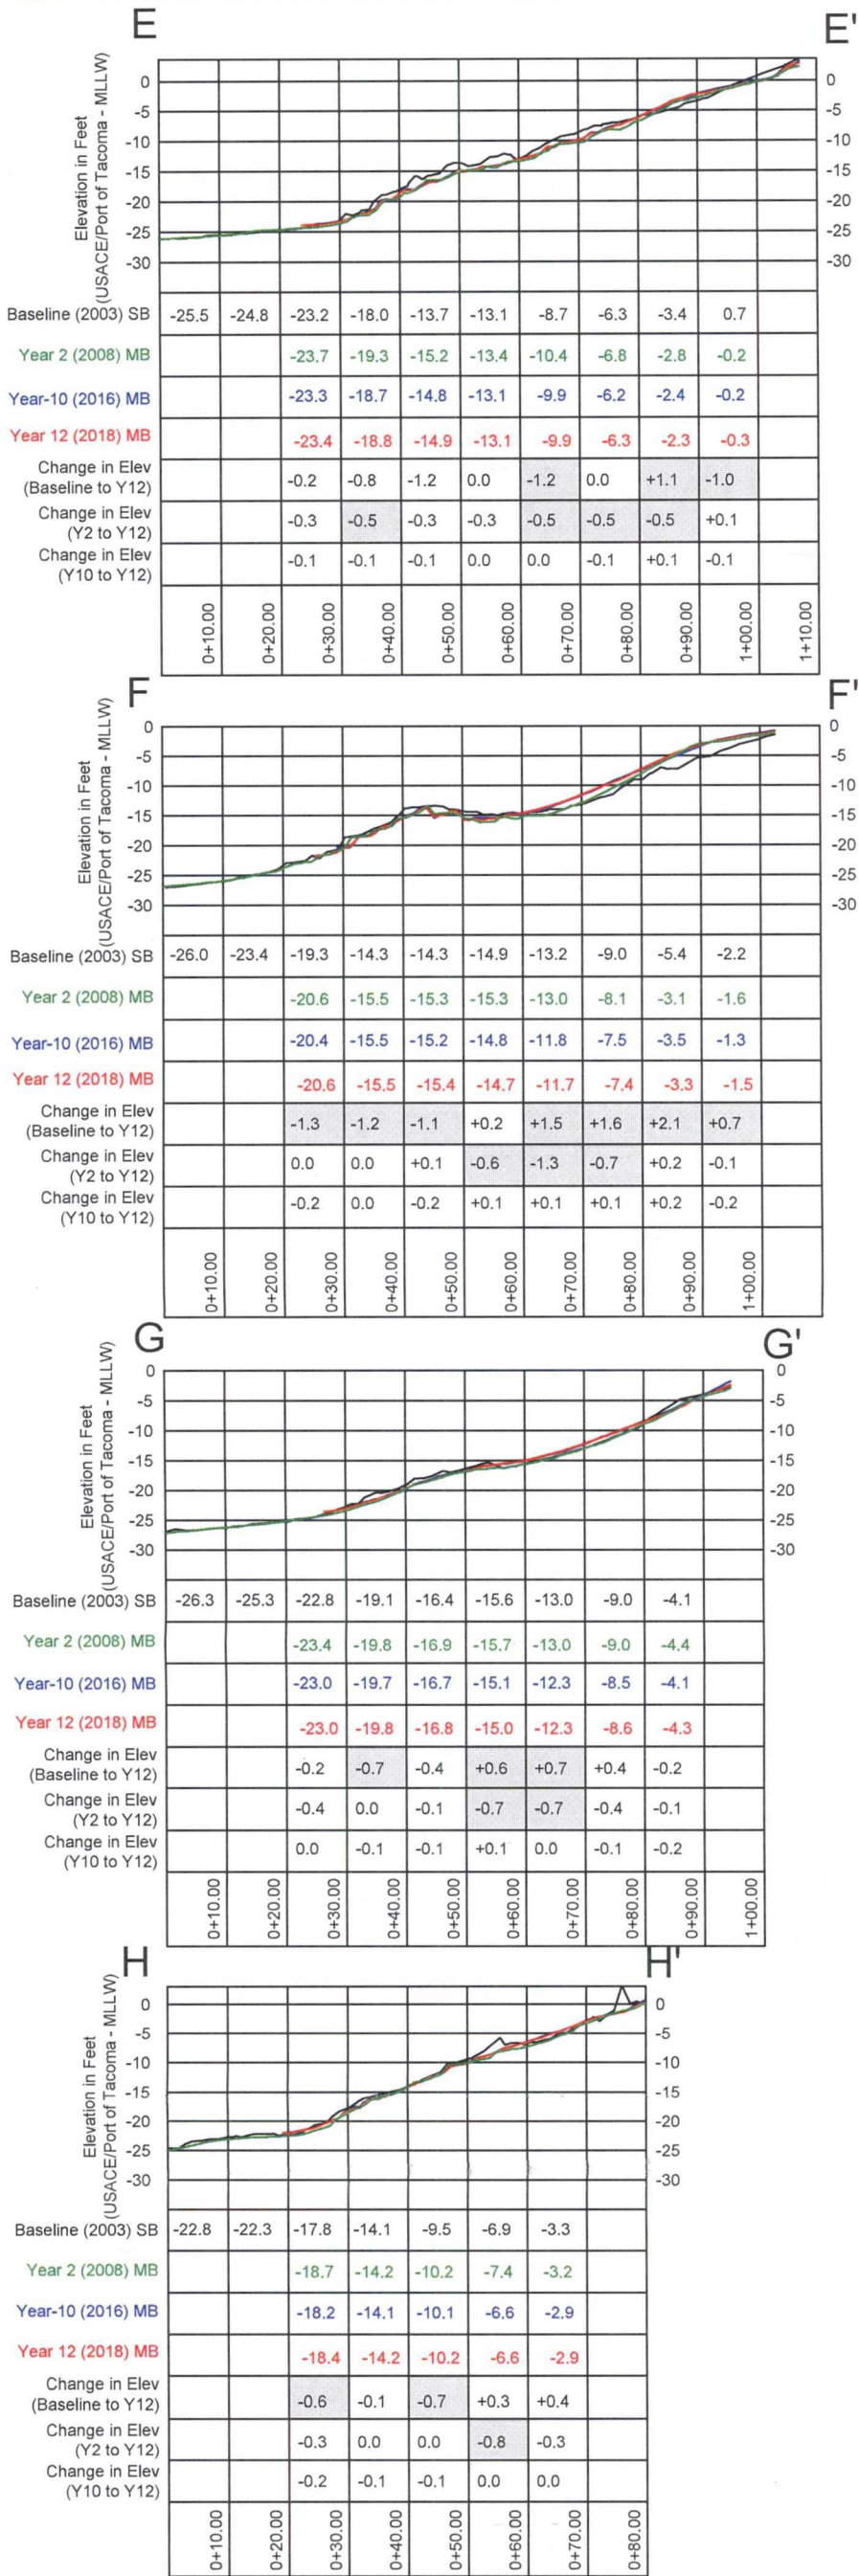 E E'
Elevation in Feet
(USACE/Port of Tacoma - MLLW)
0 0
-5 -5
-10 -10
-15 -15
-20 -20
-25 -25
-30 -30
Baseline (2003) SB -25.5 -24.8 -23.2 -18.0 -13.7 -13.1 -8.7 -6.3 -3.4 0.7
Year 2 (2008) MB -23.7 -19.3 -15.2 -13.4 -10.4 -6.8 -2.8 -0.2
Year-10 (2016) MB -23.3 -18.7 -14.8 -13.1 -9.9 -6.2 -2.4 -0.2
Year 12 (2018) MB -23.4 -18.8 -14.9 -13.1 -9.9 -6.3 -2.3 -0.3
Change in Elev
(Baseline to Y12) -0.2 -0.8 -1.2 0.0 -1.2 0.0 +1.1 -1.0
Change in Elev
(Y2 to Y12) -0.3 -0.5 -0.3 -0.3 -0.5 -0.5 -0.5 +0.1
Change in Elev
(Y10 to Y12) -0.1 -0.1 -0.1 0.0 0.0 -0.1 +0.1 -0.1
0+10.00 0+20.00 0+30.00 0+40.00 0+50.00 0+60.00 0+70.00 0+80.00 0+90.00 1+00.00 1+10.00
F F'
Elevation in Feet
(USACE/Port of Tacoma - MLLW)
0 0
-5 -5
-10 -10
-15 -15
-20 -20
-25 -25
-30 -30
Baseline (2003) SB -26.0 -23.4 -19.3 -14.3 -14.3 -14.9 -13.2 -9.0 -5.4 -2.2
Year 2 (2008) MB -20.6 -15.5 -15.3 -15.3 -13.0 -8.1 -3.1 -1.6
Year-10 (2016) MB -20.4 -15.5 -15.2 -14.8 -11.8 -7.5 -3.5 -1.3
Year 12 (2018) MB -20.6 -15.5 -15.4 -14.7 -11.7 -7.4 -3.3 -1.5
Change in Elev
(Baseline to Y12) -1.3 -1.2 -1.1 +0.2 +1.5 +1.6 +2.1 +0.7
Change in Elev
(Y2 to Y12) 0.0 0.0 +0.1 -0.6 -1.3 -0.7 +0.2 -0.1
Change in Elev
(Y10 to Y12) -0.2 0.0 -0.2 +0.1 +0.1 +0.1 +0.2 -0.2
0+10.00 0+20.00 0+30.00 0+40.00 0+50.00 0+60.00 0+70.00 0+80.00 0+90.00 1+00.00
G G'
Elevation in Feet
(USACE/Port of Tacoma - MLLW)
0 0
-5 -5
-10 -10
-15 -15
-20 -20
-25 -25
-30 -30
Baseline (2003) SB -26.3 -25.3 -22.8 -19.1 -16.4 -15.6 -13.0 -9.0 -4.1
Year 2 (2008) MB -23.4 -19.8 -16.9 -15.7 -13.0 -9.0 -4.4
Year-10 (2016) MB -23.0 -19.7 -16.7 -15.1 -12.3 -8.5 -4.1
Year 12 (2018) MB -23.0 -19.8 -16.8 -15.0 -12.3 -8.6 -4.3
Change in Elev
(Baseline to Y12) -0.2 -0.7 -0.4 +0.6 +0.7 +0.4 -0.2
Change in Elev
(Y2 to Y12) -0.4 0.0 -0.1 -0.7 -0.7 -0.4 -0.1
Change in Elev
(Y10 to Y12) 0.0 -0.1 -0.1 +0.1 0.0 -0.1 -0.2
0+10.00 0+20.00 0+30.00 0+40.00 0+50.00 0+60.00 0+70.00 0+80.00 0+90.00 1+00.00
H H'
Elevation in Feet
(USACE/Port of Tacoma - MLLW)
0 0
-5 -5
-10 -10
-15 -15
-20 -20
-25 -25
-30 -30
Baseline (2003) SB -22.8 -22.3 -17.8 -14.1 -9.5 -6.9 -3.3
Year 2 (2008) MB -18.7 -14.2 -10.2 -7.4 -3.2
Year-10 (2016) MB -18.2 -14.1 -10.1 -6.6 -2.9
Year 12 (2018) MB -18.4 -14.2 -10.2 -6.6 -2.9
Change in Elev
(Baseline to Y12) -0.6 -0.1 -0.7 +0.3 +0.4
Change in Elev
(Y2 to Y12) -0.3 0.0 0.0 -0.8 -0.3
Change in Elev
(Y10 to Y12) -0.2 -0.1 -0.1 0.0 0.0
0+10.00 0+20.00 0+30.00 0+40.00 0+50.00 0+60.00 0+70.00 0+80.00